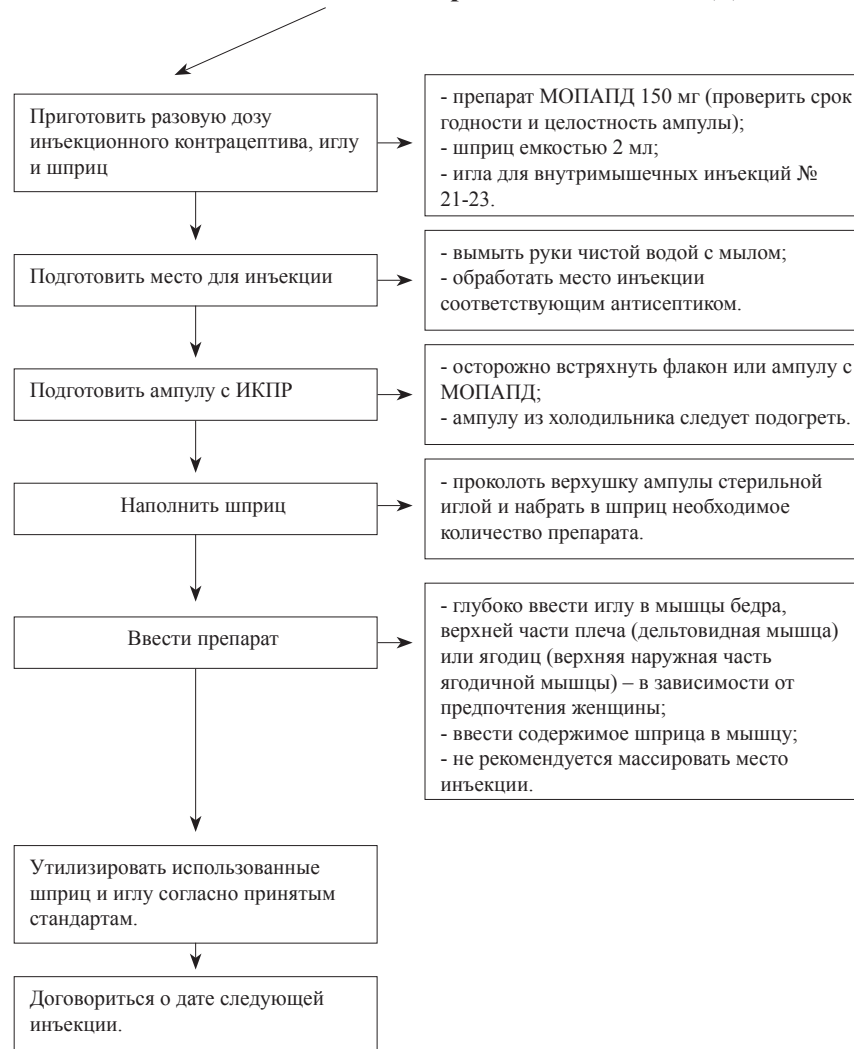 Приготовить разовую дозу
инъекционного контрацептива, иглу
и шприц
- препарат МОПАПД 150 мг (проверить срок
годности и целостность ампулы);
- шприц емкостью 2 мл;
- игла для внутримышечных инъекций №
21-23.
Подготовить место для инъекции
- вымыть руки чистой водой с мылом;
- обработать место инъекции
соответствующим антисептиком.
Подготовить ампулу с ИКПР
- осторожно встряхнуть флакон или ампулу с
МОПАПД;
- ампулу из холодильника следует подогреть.
Наполнить шприц
- проколоть верхушку ампулы стерильной
иглой и набрать в шприц необходимое
количество препарата.
Ввести препарат
- глубоко ввести иглу в мышцы бедра,
верхней части плеча (дельтовидная мышца)
или ягодиц (верхняя наружная часть
ягодичной мышцы) – в зависимости от
предпочтения женщины;
- ввести содержимое шприца в мышцу;
- не рекомендуется массировать место
инъекции.
Утилизировать использованные
шприц и иглу согласно принятым
стандартам.
Договориться о дате следующей
инъекции.